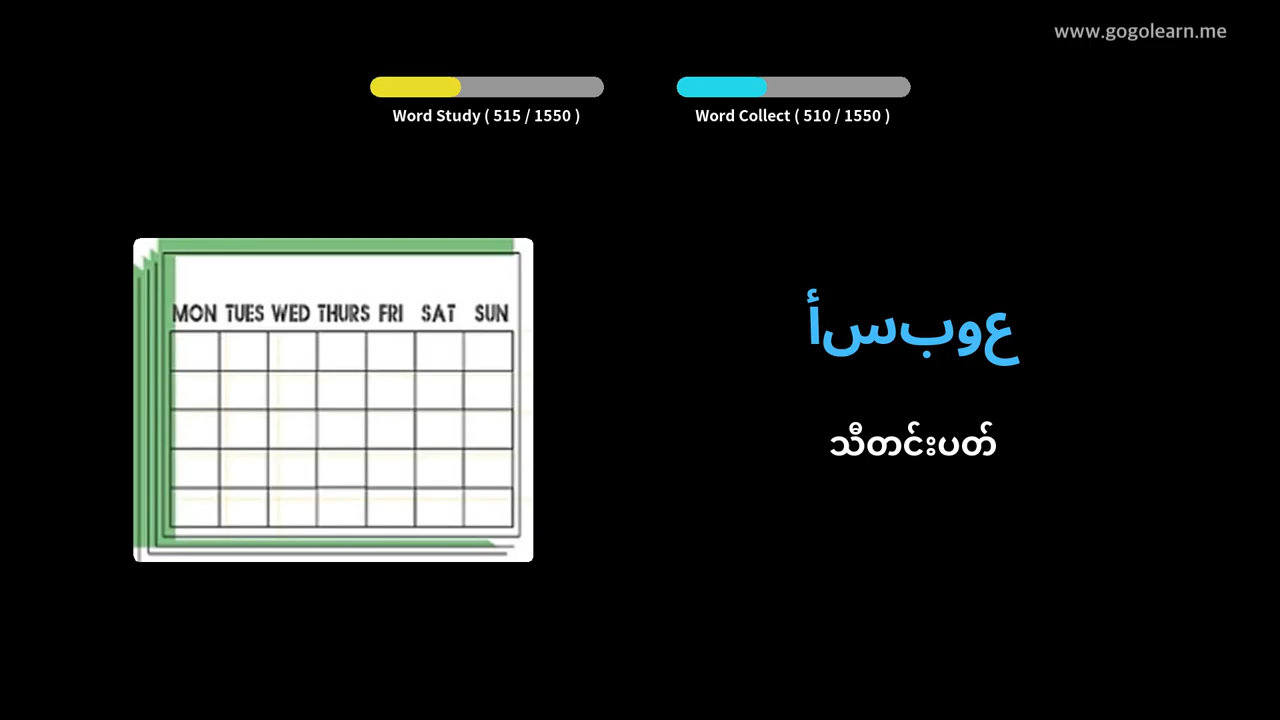 www.gogolearn.me
Word Study ( 515 / 1550 )
Word Collect ( 510 / 1550 )
MON TUES WED THURS FRI SAT SUN
أسبوع
သီတင်းပတ်